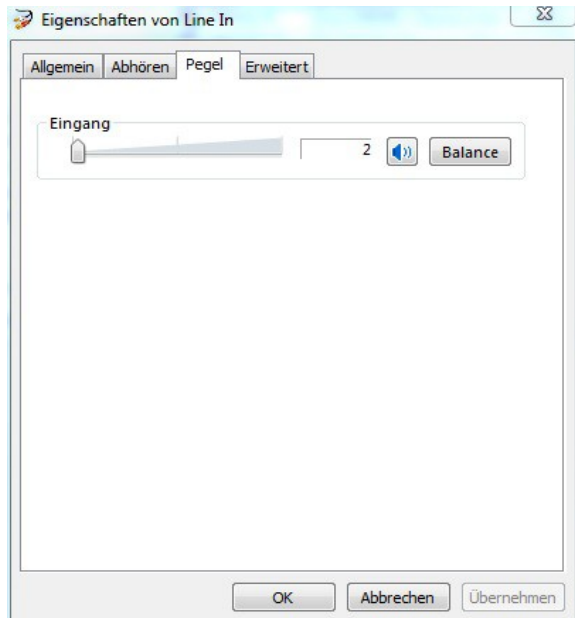 Eigenschaften von Line In
Allgemein Abhören Pegel Erweitert
Eingang
2 Balance
OK Abbrechen Übernehmen